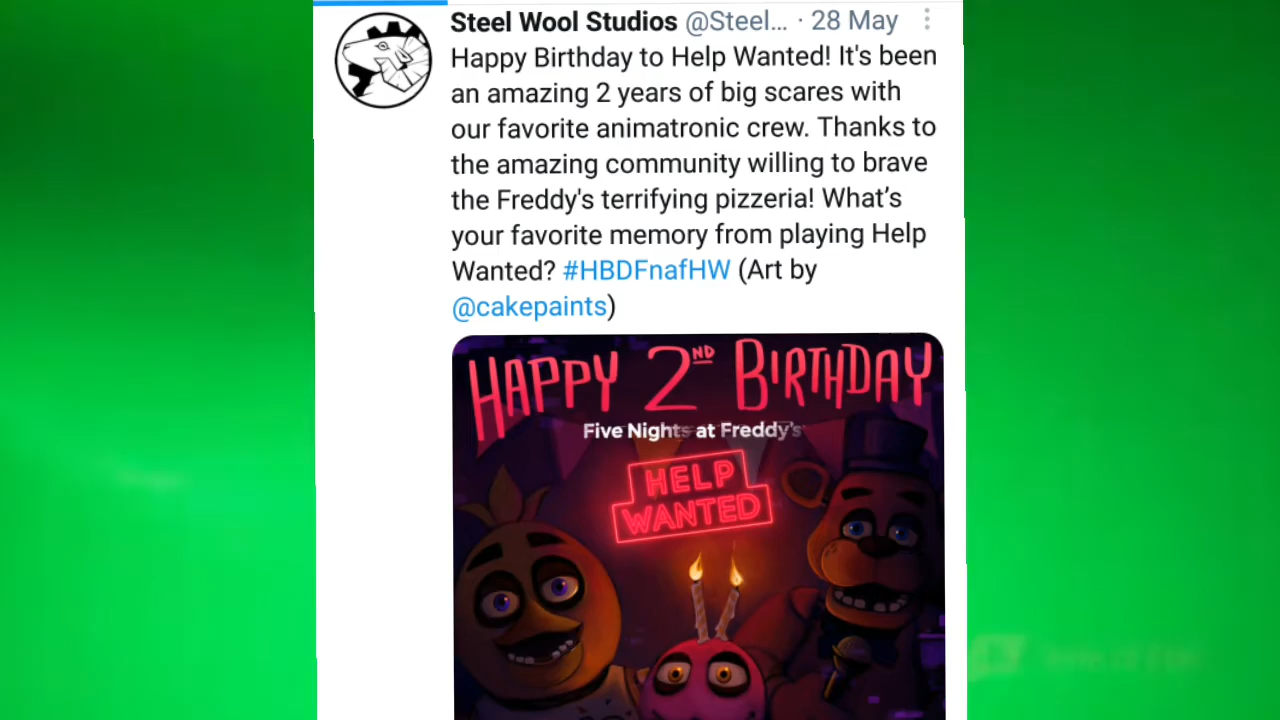 Steel Wool Studios @Steel... · 28 May
Happy Birthday to Help Wanted! It's been
an amazing 2 years of big scares with
our favorite animatronic crew. Thanks to
the amazing community willing to brave
the Freddy's terrifying pizzeria! What’s
your favorite memory from playing Help
Wanted? #HBDFnafHW (Art by
@cakepaints)
HAPPY 2ND BIRTHDAY
Five Nights at Freddy's
HELP
WANTED